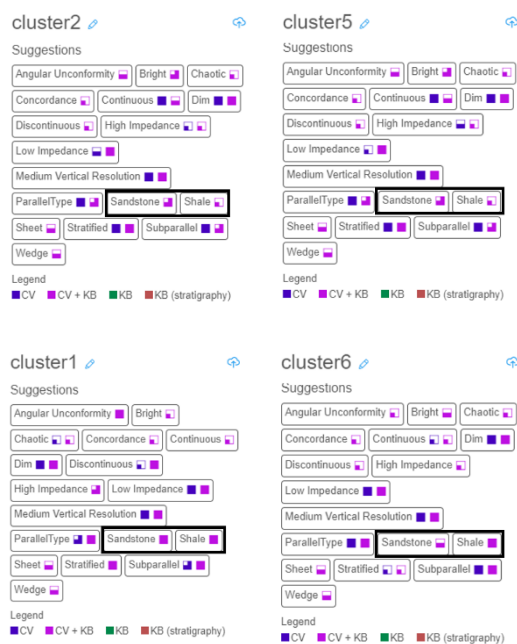 cluster2
Suggestions
Angular Unconformity Bright Chaotic
Concordance Continuous Dim
Discontinuous High Impedance
Low Impedance
Medium Vertical Resolution
ParallelType Sandstone Shale
Sheet Stratified Subparallel
Wedge
Legend
CV CV + KB KB KB (stratigraphy)
cluster5
Suggestions
Angular Unconformity Bright Chaotic
Concordance Continuous Dim
Discontinuous High Impedance
Low Impedance
Medium Vertical Resolution
ParallelType Sandstone Shale
Sheet Stratified Subparallel
Wedge
Legend
CV CV + KB KB KB (stratigraphy)
cluster1
Suggestions
Angular Unconformity Bright
Chaotic Concordance Continuous
Dim Discontinuous
High Impedance Low Impedance
Medium Vertical Resolution
ParallelType Sandstone Shale
Sheet Stratified Subparallel
Wedge
Legend
CV CV + KB KB KB (stratigraphy)
cluster6
Suggestions
Angular Unconformity Bright Chaotic
Concordance Continuous Dim
Discontinuous High Impedance
Low Impedance
Medium Vertical Resolution
ParallelType Sandstone Shale
Sheet Stratified Subparallel
Wedge
Legend
CV CV + KB KB KB (stratigraphy)